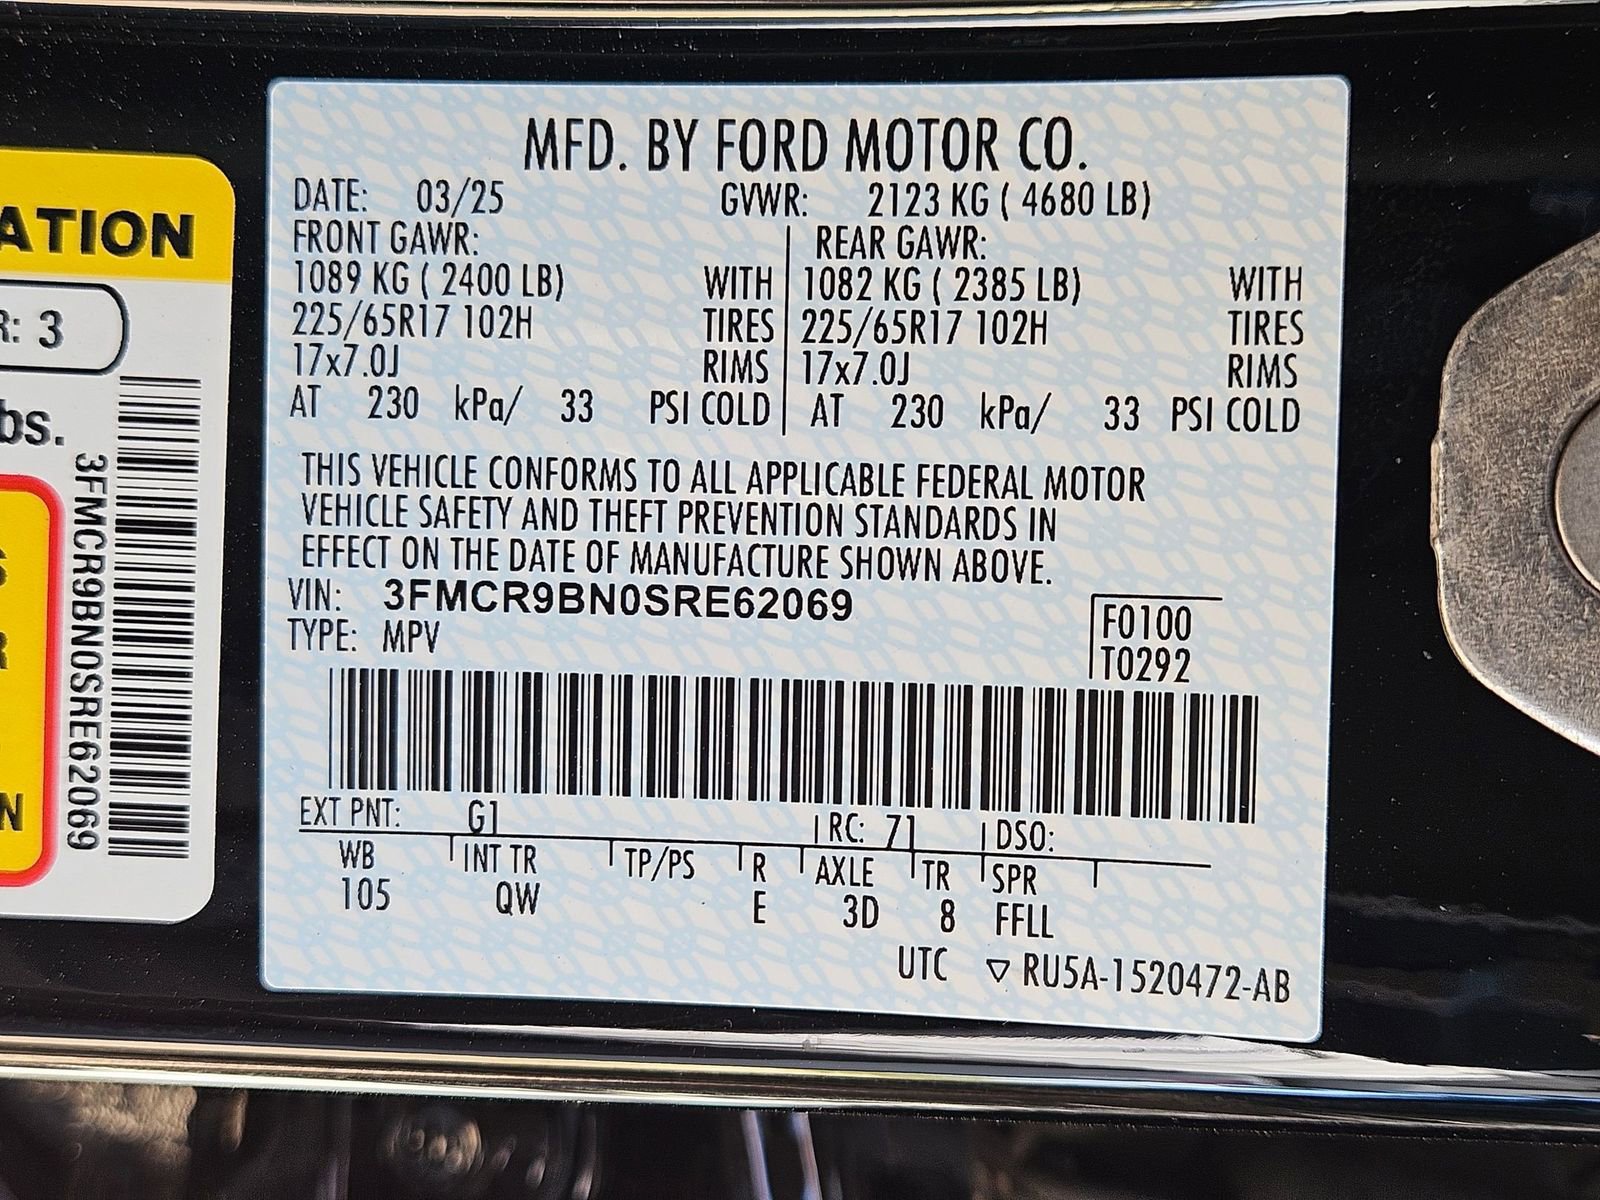 MFD. BY FORD MOTOR CO.
DATE: 03/25 GVWR: 2123 KG ( 4680 LB)
FRONT GAWR: REAR GAWR:
1089 KG ( 2400 LB) WITH 1082 KG ( 2385 LB) WITH
225/65R17 102H TIRES 225/65R17 102H TIRES
17x7.0J RIMS 17x7.0J RIMS
AT 230 kPa/ 33 PSI COLD AT 230 kPa/ 33 PSI COLD
THIS VEHICLE CONFORMS TO ALL APPLICABLE FEDERAL MOTOR
VEHICLE SAFETY AND THEFT PREVENTION STANDARDS IN
EFFECT ON THE DATE OF MANUFACTURE SHOWN ABOVE.
VIN: 3FMCR9BN0SRE62069
TYPE: MPV
F0100
T0292
EXT PNT: G1 RC: 71 DSO:
WB INT TR TP/PS R AXLE TR SPR
105 QW E 3D 8 FFLL
UTC ▽ RU5A-1520472-AB
ATION
R: 3
bs.
3FMCR9BN0SRE62069
S
R
N